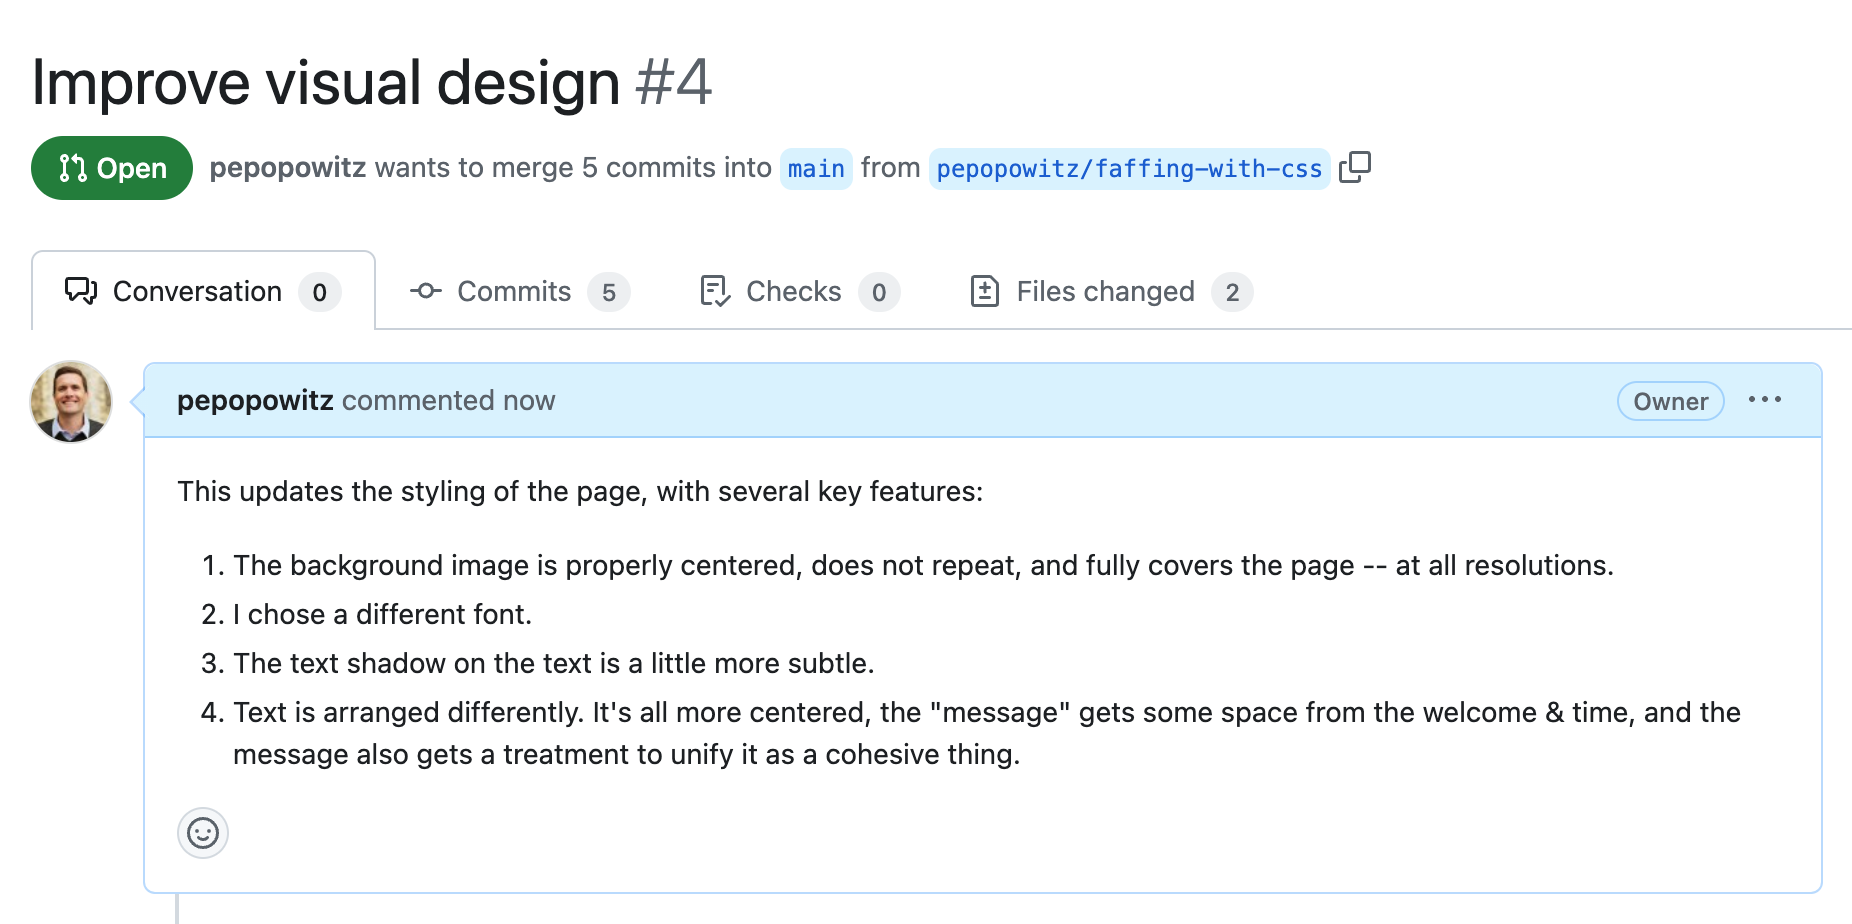 Improve visual design #4
Open pepopowitz wants to merge 5 commits into main from pepopowitz/faffing-with-css
Conversation 0 Commits 5 Checks 0 Files changed 2
pepopowitz commented now Owner
This updates the styling of the page, with several key features:
1. The background image is properly centered, does not repeat, and fully covers the page -- at all resolutions.
2. I chose a different font.
3. The text shadow on the text is a little more subtle.
4. Text is arranged differently. It's all more centered, the "message" gets some space from the welcome & time, and the
message also gets a treatment to unify it as a cohesive thing.